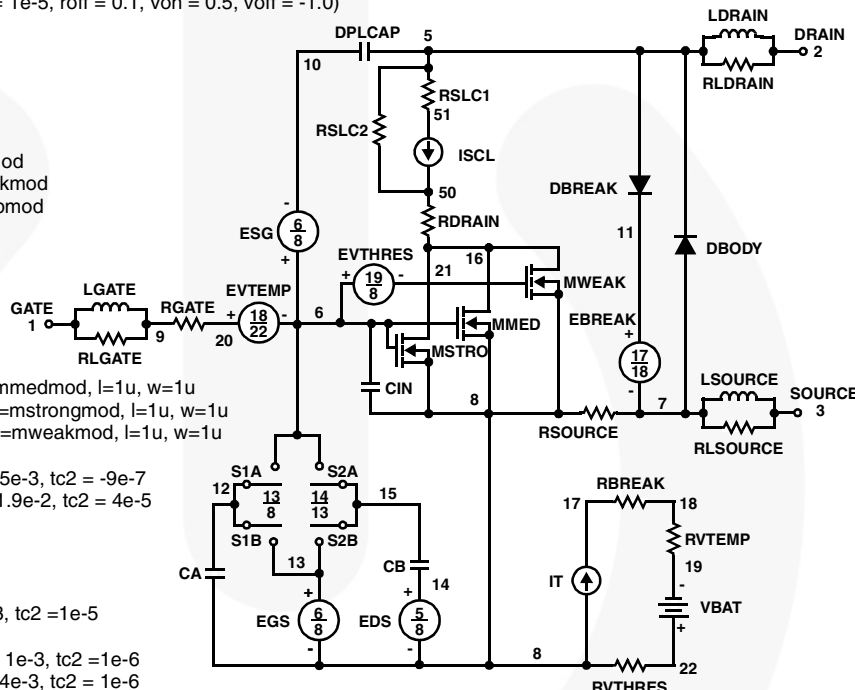 = 1e-5, roff = 0.1, von = 0.5, voff = -1.0)
LDRAIN
DPLCAP
5
DRAIN
2
10
RLDRAIN
RSLC1
51
RSLC2
ISCL
od
kmod
omod
DBREAK
50
-
RDRAIN
ESG
6
8
+
11
DBODY
EVTHRES
16
+
19
8
-
21
MWEAK
LGATE
EVTEMP
GATE
1
RGATE
+
18
22
-
6
MMED
EBREAK
9
20
MSTRO
+
17
18
-
RLGATE
LSOURCE
CIN
SOURCE
3
mmedmod, l=1u, w=1u
8
7
=mstrongmod, l=1u, w=1u
RSOURCE
=mweakmod, l=1u, w=1u
RLSOURCE
5e-3, tc2 = -9e-7
S1A
S2A
RBREAK
1.9e-2, tc2 = 4e-5
12
13
8
14
13
15
17
18
S1B
S2B
RVTEMP
13
CB
19
CA
14
IT
-
VBAT
3, tc2 =1e-5
+
+
+
EGS
6
8
EDS
5
8
-
-
8
1e-3, tc2 =1e-6
22
4e-3, tc2 = 1e-6
RVTHRES